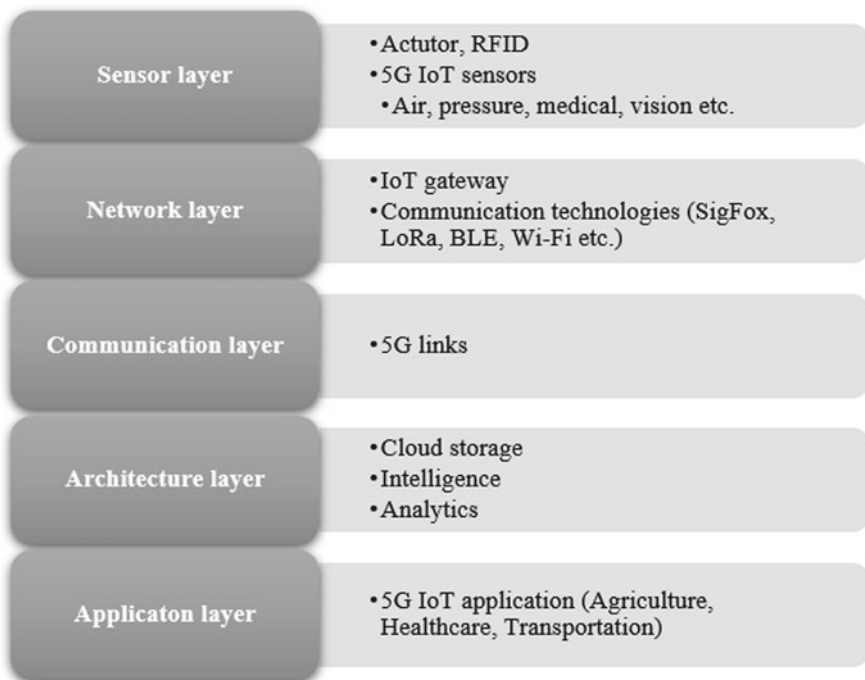 Sensor layer
•Actutor, RFID
•5G IoT sensors
•Air, pressure, medical, vision etc.
Network layer
•IoT gateway
•Communication technologies (SigFox,
LoRa, BLE, Wi-Fi etc.)
Communication layer
•5G links
Architecture layer
•Cloud storage
•Intelligence
•Analytics
Applicaton layer
•5G IoT application (Agriculture,
Healthcare, Transportation)